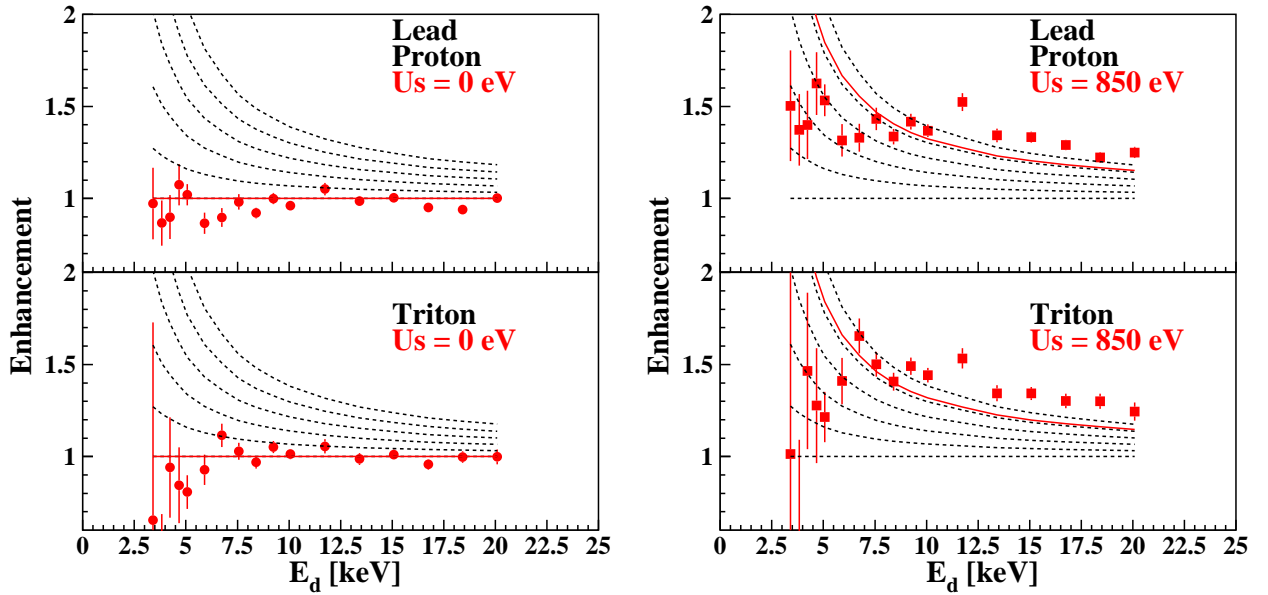 2
1.5
1
Lead
Proton
Us = 0 eV
2
1.5
1
Triton
Us = 0 eV
0 2.5 5 7.5 10 12.5 15 17.5 20 22.5 25
E_d [keV]
Enhancement
2
1.5
1
Lead
Proton
Us = 850 eV
2
1.5
1
Triton
Us = 850 eV
0 2.5 5 7.5 10 12.5 15 17.5 20 22.5 25
E_d [keV]
Enhancement